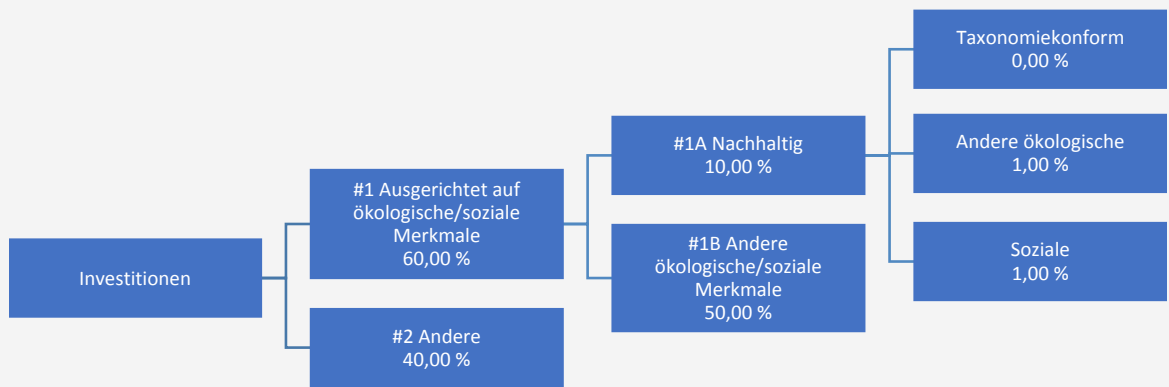 Investitionen
#1 Ausgerichtet auf
ökologische/soziale
Merkmale
60,00 %
#2 Andere
40,00 %
#1A Nachhaltig
10,00 %
#1B Andere
ökologische/soziale
Merkmale
50,00 %
Taxonomiekonform
0,00 %
Andere ökologische
1,00 %
Soziale
1,00 %